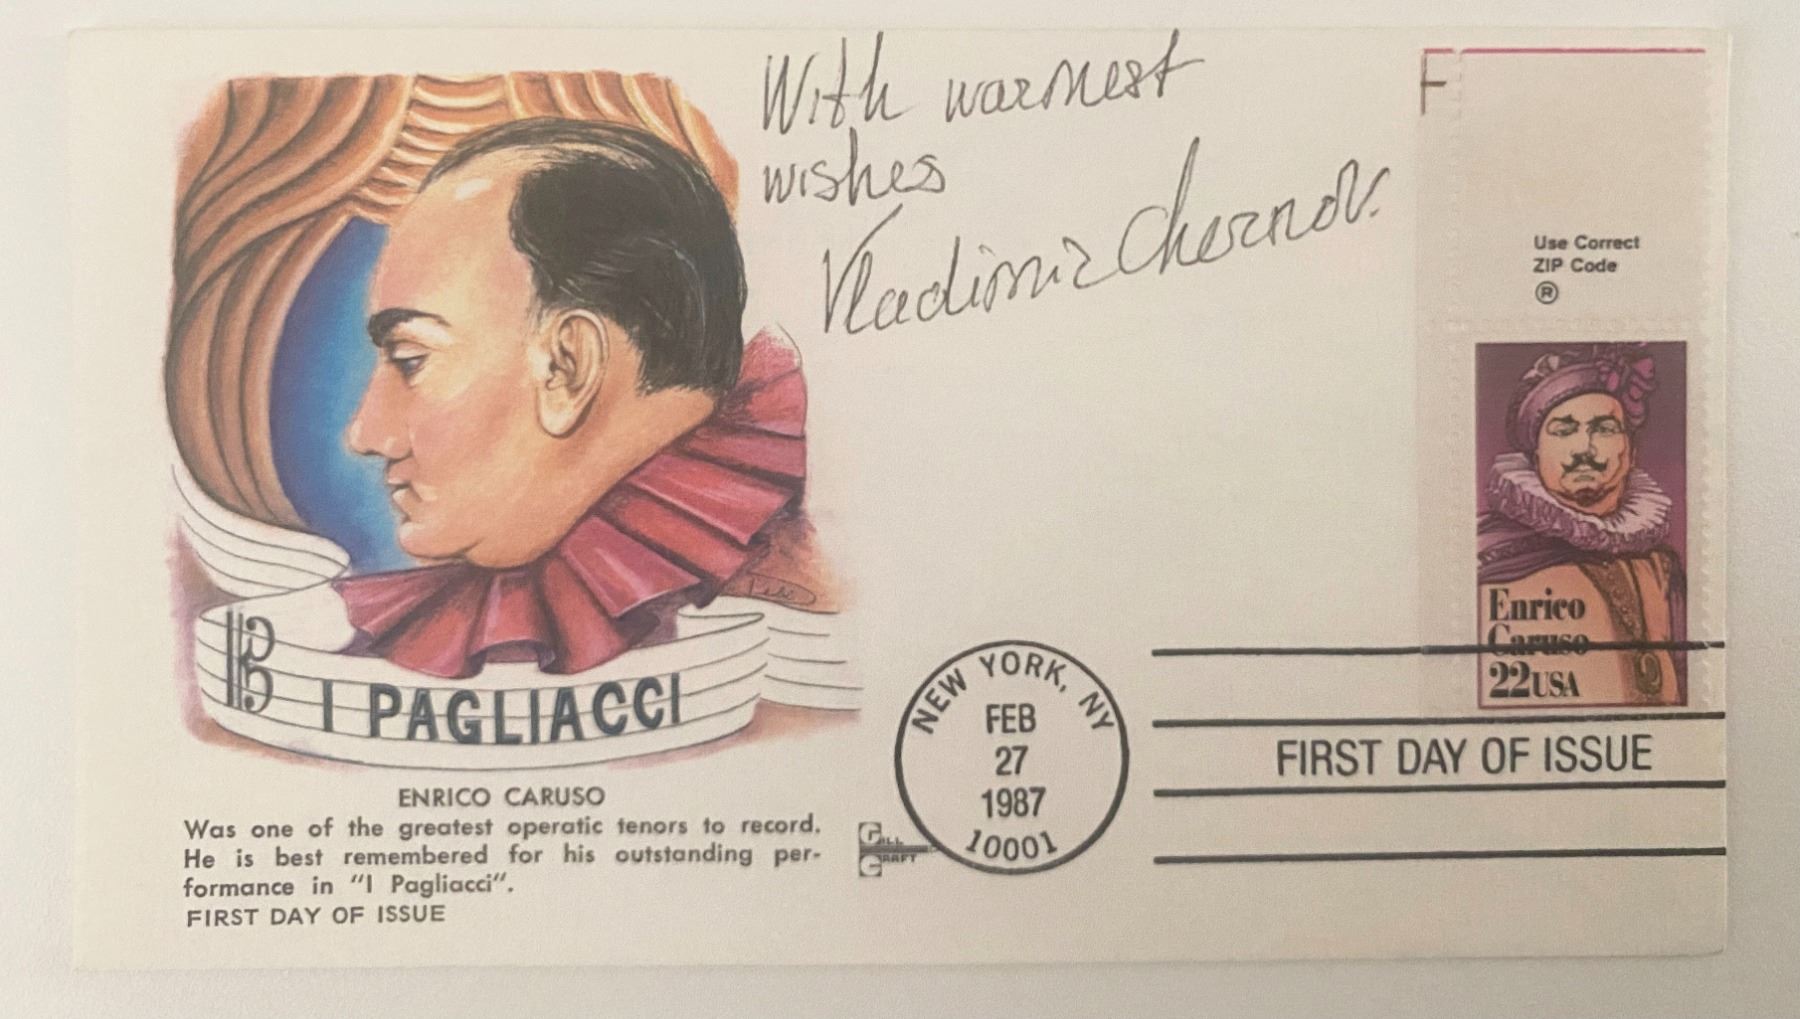 With warmest
wishes
Vladimir Chernov.
F
Use Correct
ZIP Code
®
Enrico
Caruso
22USA
I PAGLIACCI
NEW YORK, NY
FEB
27
1987
10001
FIRST DAY OF ISSUE
ENRICO CARUSO
Was one of the greatest operatic tenors to record.
He is best remembered for his outstanding per-
formance in "I Pagliacci".
FIRST DAY OF ISSUE
GILL
CRAFT